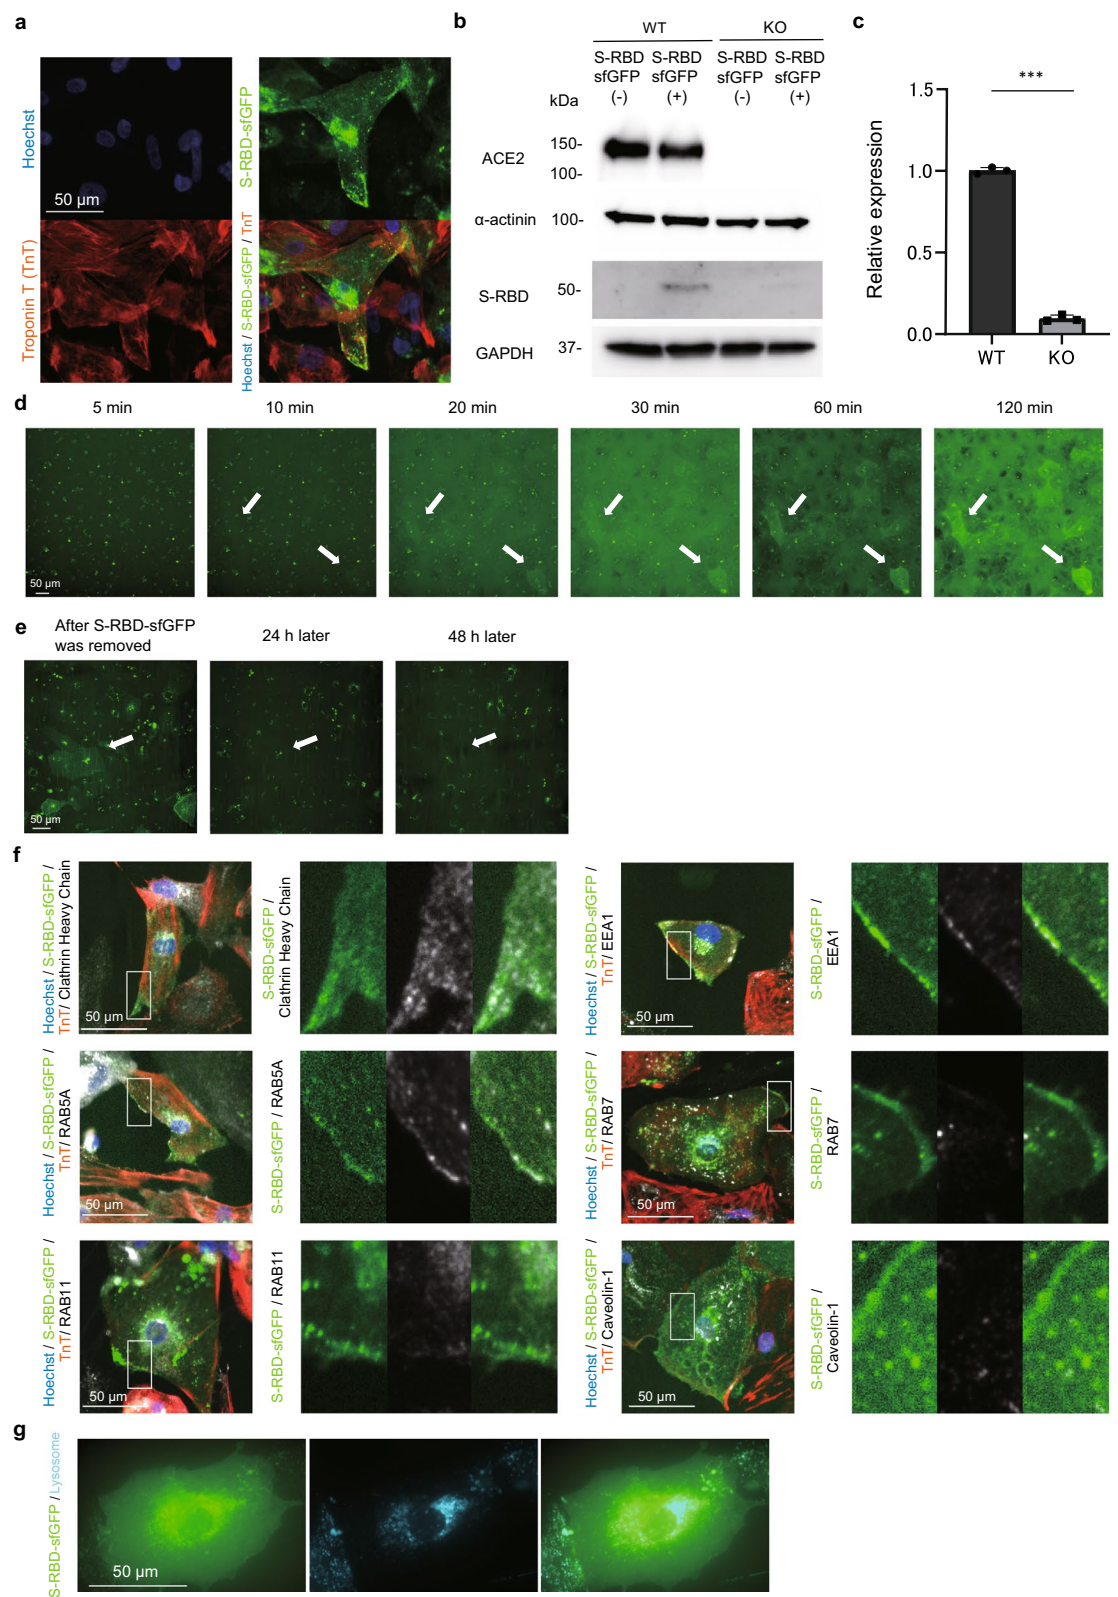 a
Hoechst
S-RBD-sfGFP
50 µm
Troponin T (TnT)
Hoechst / S-RBD-sfGFP / TnT
b
WT
KO
S-RBD S-RBD S-RBD S-RBD
sfGFP sfGFP sfGFP sfGFP
kDa (-) (+) (-) (+)
ACE2
150-
100-
α-actinin 100-
S-RBD 50-
GAPDH 37-
c
Relative expression
1.5
***
1.0
0.5
0.0
WT KO
d
5 min 10 min 20 min 30 min 60 min 120 min
50 µm
e
After S-RBD-sfGFP
was removed
24 h later
48 h later
50 µm
f
Hoechst / S-RBD-sfGFP /
TnT/ Clathrin Heavy Chain
50 µm
S-RBD-sfGFP /
Clathrin Heavy Chain
Hoechst / S-RBD-sfGFP /
TnT/ EEA1
50 µm
S-RBD-sfGFP /
EEA1
Hoechst / S-RBD-sfGFP /
TnT/ RAB5A
50 µm
S-RBD-sfGFP / RAB5A
Hoechst / S-RBD-sfGFP /
TnT/ RAB7
50 µm
S-RBD-sfGFP /
RAB7
Hoechst / S-RBD-sfGFP /
TnT/ RAB11
50 µm
S-RBD-sfGFP / RAB11
Hoechst / S-RBD-sfGFP /
TnT/ Caveolin-1
50 µm
S-RBD-sfGFP /
Caveolin-1
g
S-RBD-sfGFP / Lysosome
50 µm